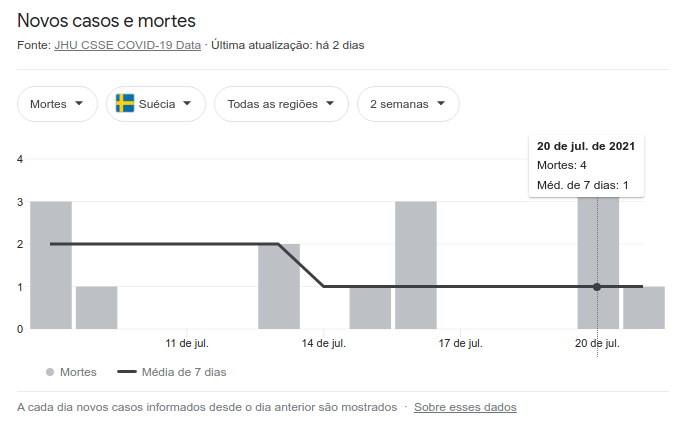 Novos casos e mortes
Fonte: JHU CSSE COVID-19 Data · Última atualização: há 2 dias
Mortes
Suécia
Todas as regiões
2 semanas
20 de jul. de 2021
Mortes: 4
Méd. de 7 dias: 1
4
3
2
1
0
11 de jul.
14 de jul.
17 de jul.
20 de jul.
Mortes
Média de 7 dias
A cada dia novos casos informados desde o dia anterior são mostrados · Sobre esses dados